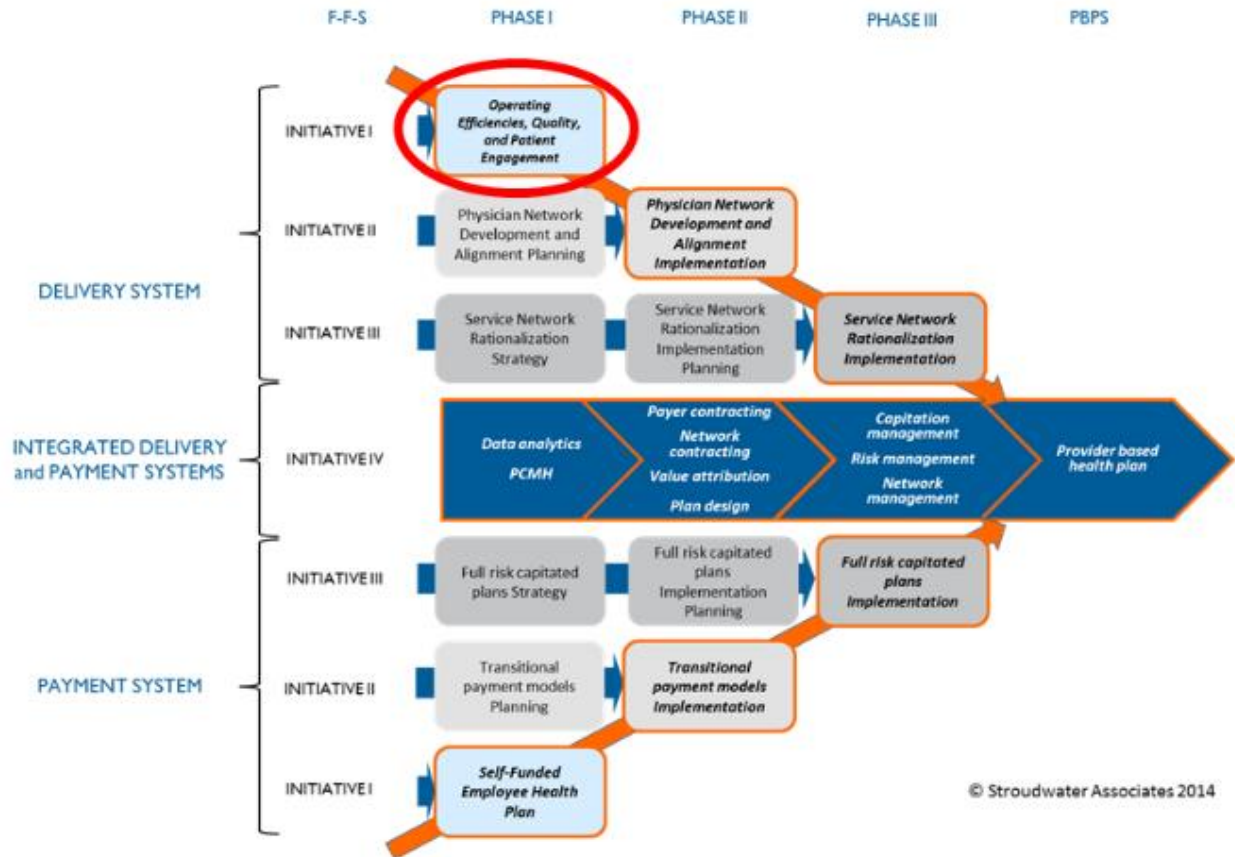 F-F-S
PHASE I
PHASE II
PHASE III
PBPS
DELIVERY SYSTEM
INITIATIVE I
Operating
Efficiencies, Quality,
and Patient
Engagement
INITIATIVE II
Physician Network
Development and
Alignment Planning
Physician Network
Development and
Alignment
Implementation
INITIATIVE III
Service Network
Rationalization
Strategy
Service Network
Rationalization
Implementation
Planning
Service Network
Rationalization
Implementation
INTEGRATED DELIVERY
and PAYMENT SYSTEMS
INITIATIVE IV
Data analytics
PCMH
Payer contracting
Network
contracting
Value attribution
Plan design
Capitation
management
Risk management
Network
management
Provider based
health plan
PAYMENT SYSTEM
INITIATIVE III
Full risk capitated
plans Strategy
Full risk capitated
plans
Implementation
Planning
Full risk capitated
plans
Implementation
INITIATIVE II
Transitional
payment models
Planning
Transitional
payment models
Implementation
INITIATIVE I
Self-Funded
Employee Health
Plan
© Stroudwater Associates 2014